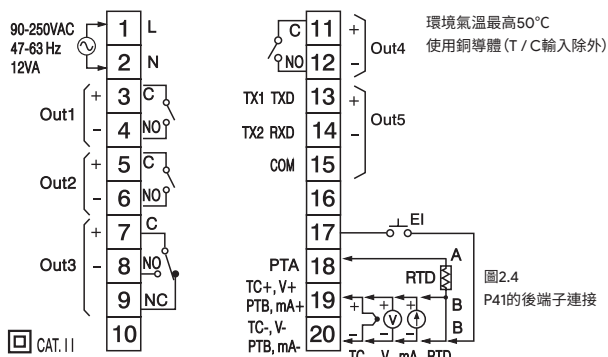 90-250VAC
47-63 Hz
12VA
1 L
2 N
Out1
+ 3 C
- 4 NO
Out2
+ 5 C
- 6 NO
Out3
+ 7 C
- 8 NO
9 NC
10
CAT.II
11 C + Out4
12 NO -
TX1 TXD 13 + Out5
TX2 RXD 14 -
COM 15
16
17 EI
PTA 18 A
RTD
TC+, V+
PTB, mA+
19 + + + B
TC-, V-
PTB, mA-
20 - - - B
V
TC V mA RTD
環境氣溫最高50°C
使用銅導體(T / C輸入除外)
圖2.4
P41的後端子連接